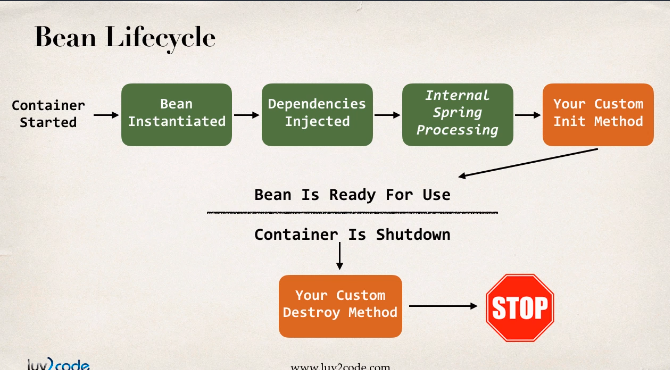 Bean Lifecycle
Container
Started
Bean
Instantiated
Dependencies
Injected
Internal
Spring
Processing
Your Custom
Init Method
Bean Is Ready For Use
Container Is Shutdown
Your Custom
Destroy Method
STOP
luv2code
www.luv2code.com